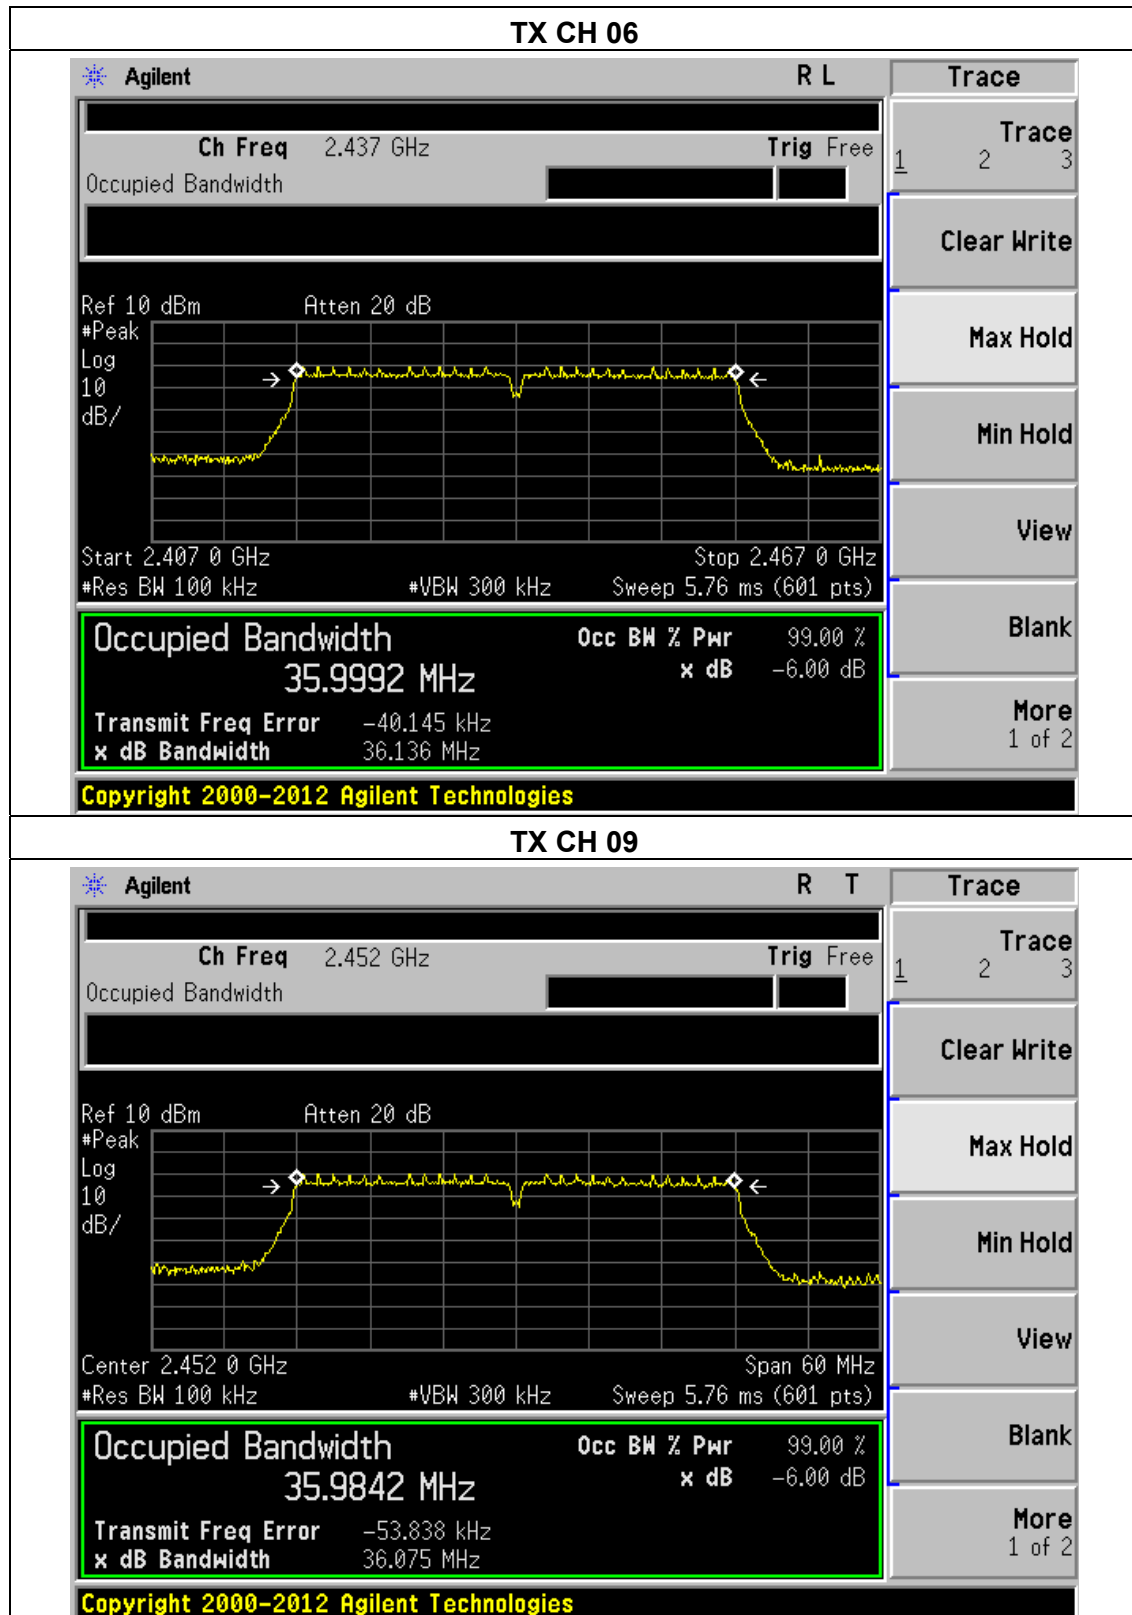 TX CH 06
Agilent R L Trace
Ch Freq 2.437 GHz Trig Free
Occupied Bandwidth
Trace
1 2 3
Clear Write
Max Hold
Min Hold
View
Blank
More
1 of 2
Ref 10 dBm Atten 20 dB
#Peak
Log
10
dB/
Start 2.407 0 GHz Stop 2.467 0 GHz
#Res BW 100 kHz #VBW 300 kHz Sweep 5.76 ms (601 pts)
Occupied Bandwidth Occ BW % Pwr 99.00 %
35.9992 MHz x dB -6.00 dB
Transmit Freq Error -40.145 kHz
x dB Bandwidth 36.136 MHz
Copyright 2000-2012 Agilent Technologies
TX CH 09
Agilent R T Trace
Ch Freq 2.452 GHz Trig Free
Occupied Bandwidth
Trace
1 2 3
Clear Write
Max Hold
Min Hold
View
Blank
More
1 of 2
Ref 10 dBm Atten 20 dB
#Peak
Log
10
dB/
Center 2.452 0 GHz Span 60 MHz
#Res BW 100 kHz #VBW 300 kHz Sweep 5.76 ms (601 pts)
Occupied Bandwidth Occ BW % Pwr 99.00 %
35.9842 MHz x dB -6.00 dB
Transmit Freq Error -53.838 kHz
x dB Bandwidth 36.075 MHz
Copyright 2000-2012 Agilent Technologies